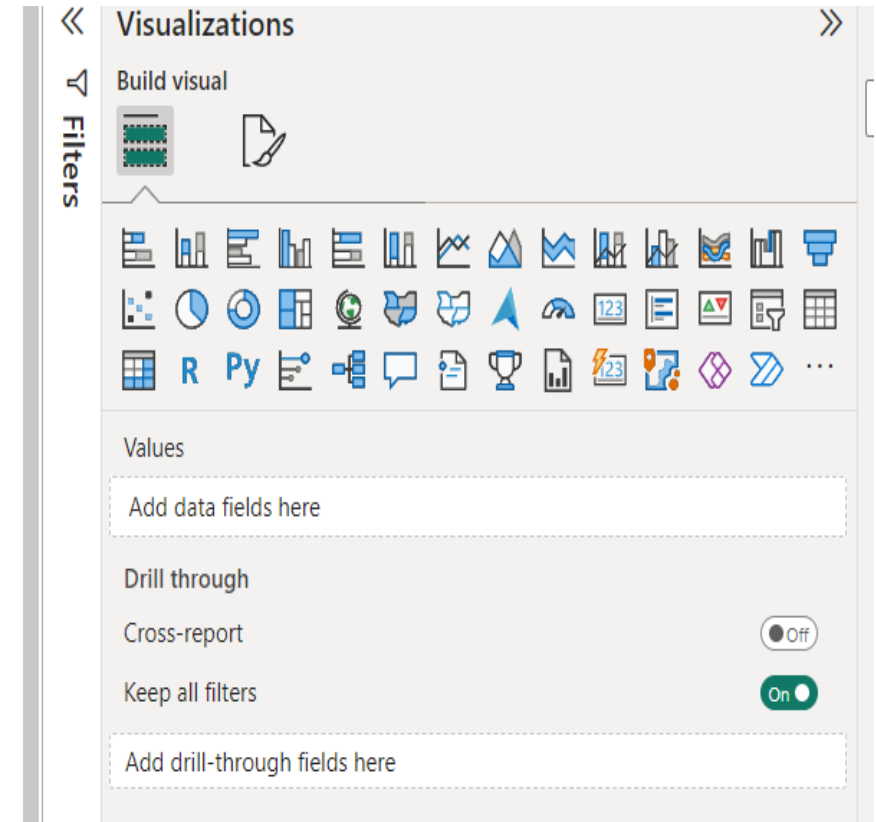 Visualizations
Build visual
Filters
123
R
Py
123
...
Values
Add data fields here
Drill through
Cross-report
Off
Keep all filters
On
Add drill-through fields here